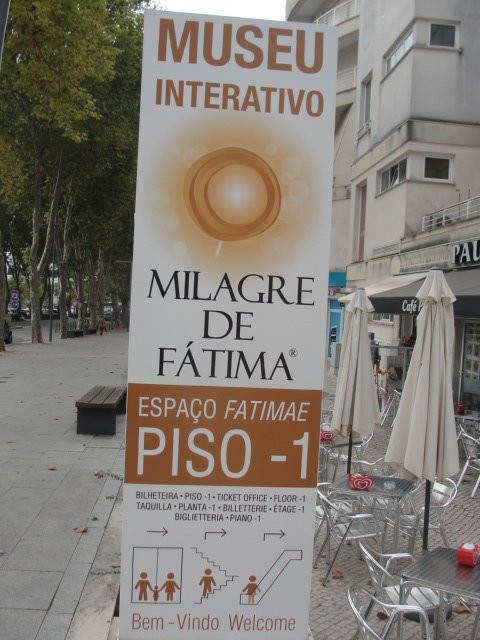 MUSEU
INTERATIVO
MILAGRE
DE
FÁTIMA®
ESPAÇO FATIMAE
PISO -1
BILHETEIRA • PISO -1 • TICKET OFFICE • FLOOR -1
TAQUILLA • PLANTA -1 • BILLETTERIE • ÉTAGE -1
BIGLIETTERIA • PIANO -1
Bem - Vindo Welcome
PAU
Café